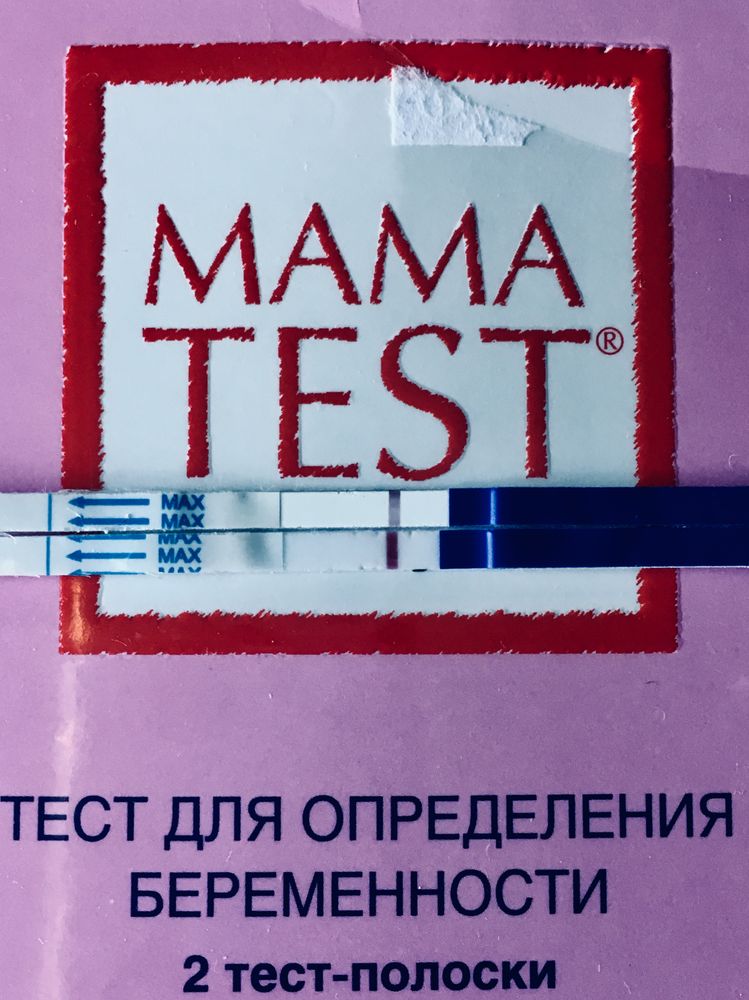 MAMA
TEST®
MAX
MAX
MAX
MAX
ТЕСТ ДЛЯ ОПРЕДЕЛЕНИЯ
БЕРЕМЕННОСТИ
2 тест-полоски